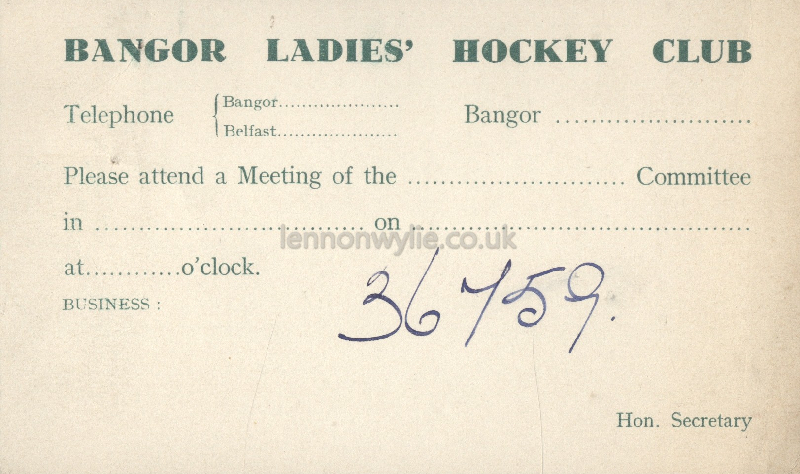 BANGOR LADIES' HOCKEY CLUB
Telephone { Bangor..................... Bangor ........................
Belfast.....................
Please attend a Meeting of the .......................... Committee
in ............................. on ........................................
lennonwylie.co.uk
at............o'clock.
BUSINESS :
36759.
Hon. Secretary